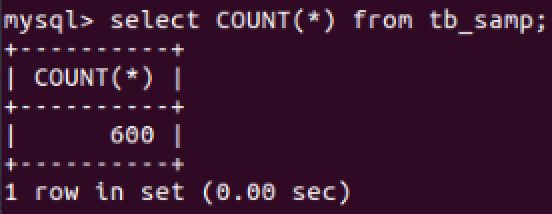 mysql> select COUNT(*) from tb_samp;
+----------+
| COUNT(*) |
+----------+
|      600 |
+----------+
1 row in set (0.00 sec)